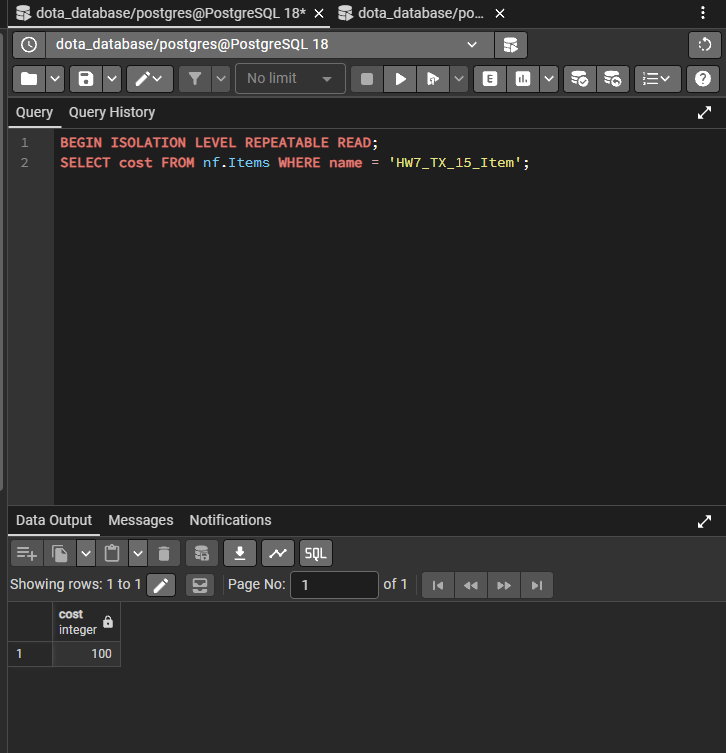 dota_database/postgres@PostgreSQL 18*
dota_database/po...
dota_database/postgres@PostgreSQL 18
No limit
E
Query
Query History
1 BEGIN ISOLATION LEVEL REPEATABLE READ;
2 SELECT cost FROM nf.Items WHERE name = 'HW7_TX_15_Item';
Data Output
Messages
Notifications
SQL
Showing rows: 1 to 1
Page No:
1
of 1
cost
integer
1
100